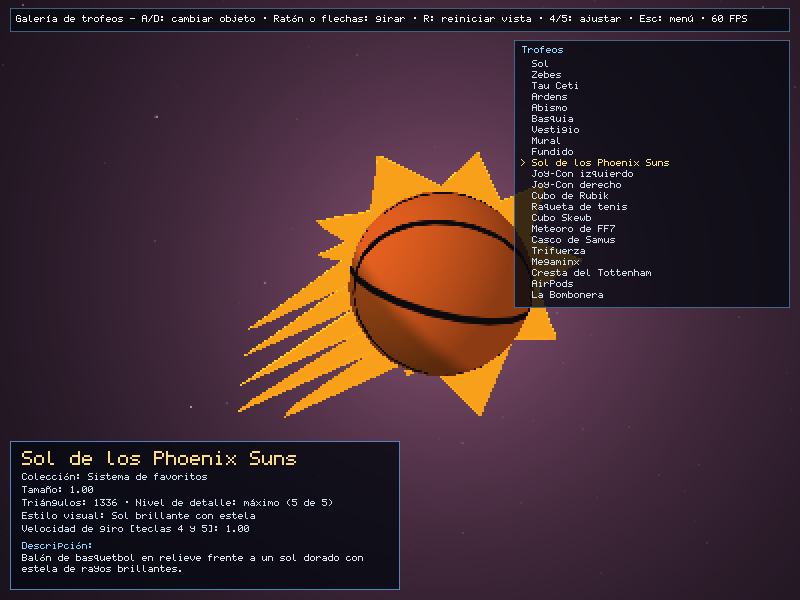 Galería de trofeos - A/D: cambiar objeto • Ratón o flechas: girar • R: reiniciar vista • 4/5: ajustar • Esc: menú • 60 FPS
Trofeos
Sol
Zebes
Tau Ceti
Ardens
Abismo
Basquia
Vestigio
Mural
Fundido
> Sol de los Phoenix Suns
Joy-Con izquierdo
Joy-Con derecho
Cubo de Rubik
Raqueta de tenis
Cubo Skewb
Meteoro de FF7
Casco de Samus
Trifuerza
Megaminx
Cresta del Tottenham
AirPods
La Bombonera
Sol de los Phoenix Suns
Colección: Sistema de favoritos
Tamaño: 1.00
Triángulos: 1336 • Nivel de detalle: máximo (5 de 5)
Estilo visual: Sol brillante con estela
Velocidad de giro [teclas 4 y 5]: 1.00
Descripción:
Balón de basquetbol en relieve frente a un sol dorado con
estela de rayos brillantes.